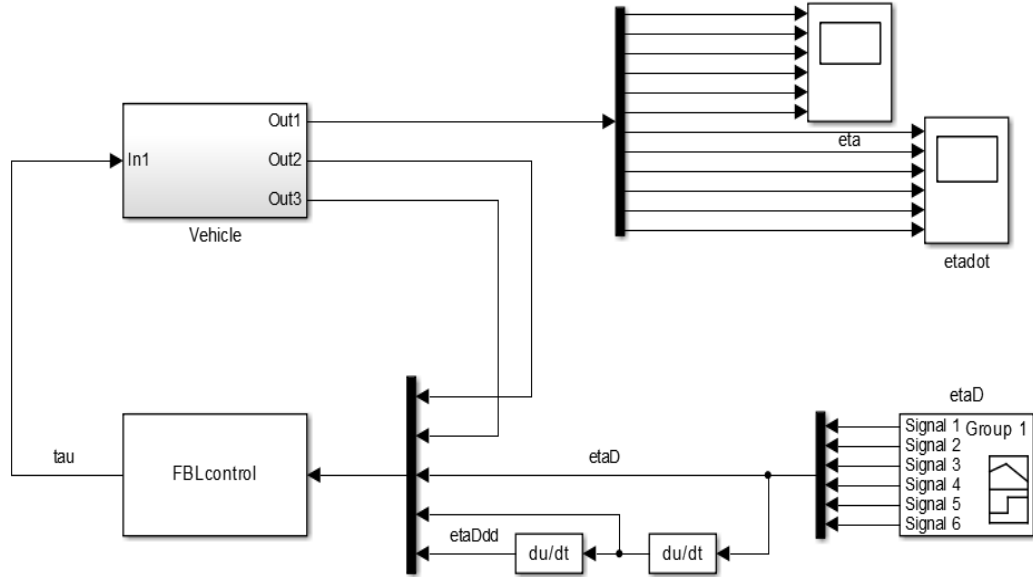 Out1
In1
Out2
Out3
Vehicle
eta
etadot
etaD
Signal 1
Group 1
Signal 2
Signal 3
Signal 4
Signal 5
Signal 6
tau
FBLcontrol
etaD
etaDdd
du/dt
du/dt